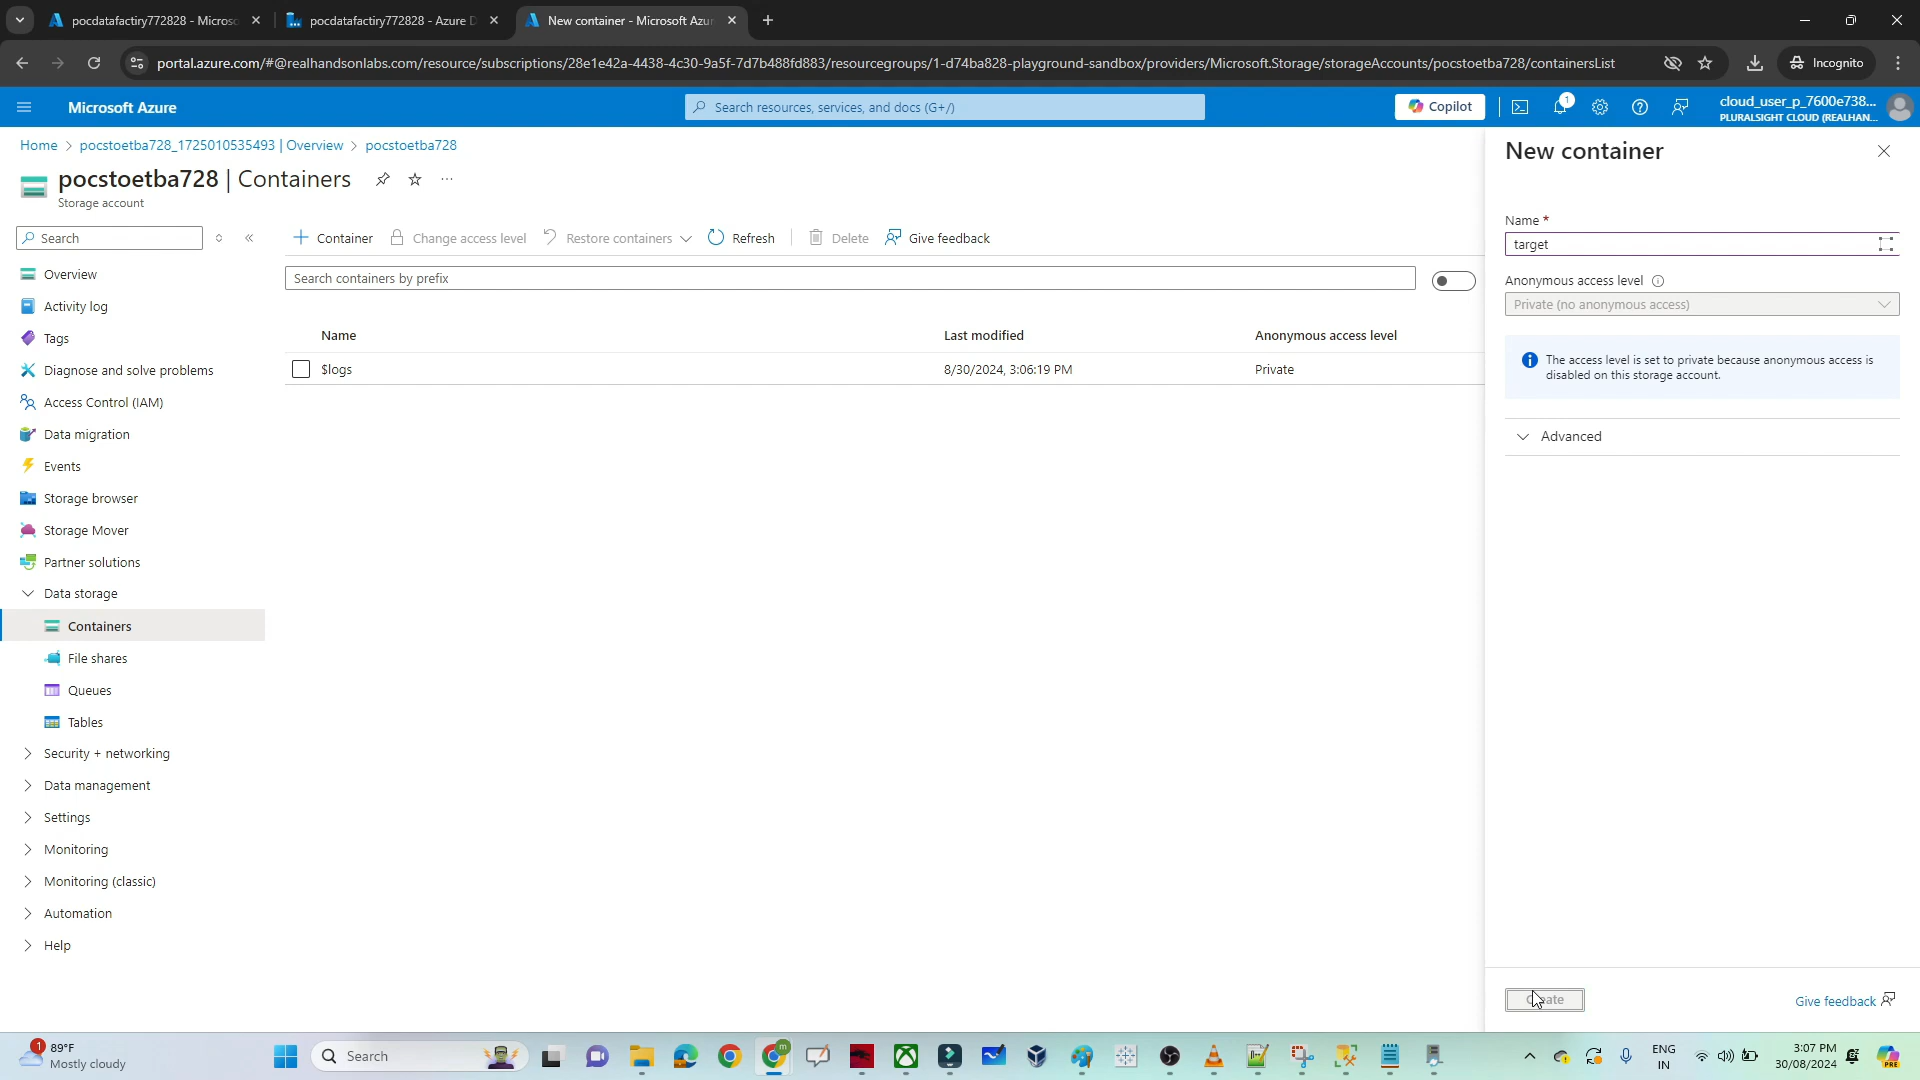 pocdatafactiry772828 - Micros
pocdatafactiry772828 - Azure D
New container - Microsoft Azur
portal.azure.com/#@realhandsonlabs.com/resource/subscriptions/28e1e42a-4438-4c30-9a5f-7d7b488fd883/resourcegroups/1-d74ba828-playground-sandbox/providers/Microsoft.Storage/storageAccounts/pocstoetba728/containersList
Incognito
Microsoft Azure
Search resources, services, and docs (G+/)
Copilot
1
cloud_user_p_7600e738...
PLURALSIGHT CLOUD (REALHAN...
Home > pocstoetba728_1725010535493 | Overview > pocstoetba728
pocstoetba728 | Containers
Storage account
Search
Overview
Activity log
Tags
Diagnose and solve problems
Access Control (IAM)
Data migration
Events
Storage browser
Storage Mover
Partner solutions
Data storage
Containers
File shares
Queues
Tables
Security + networking
Data management
Settings
Monitoring
Monitoring (classic)
Automation
Help
Container
Change access level
Restore containers
Refresh
Delete
Give feedback
Search containers by prefix
Name Last modified Anonymous access level
$logs 8/30/2024, 3:06:19 PM Private
New container
Name *
target
Anonymous access level
Private (no anonymous access)
The access level is set to private because anonymous access is
disabled on this storage account.
Advanced
Give feedback
1
89°F
Mostly cloudy
Search
ENG
IN
3:07 PM
30/08/2024
PRE